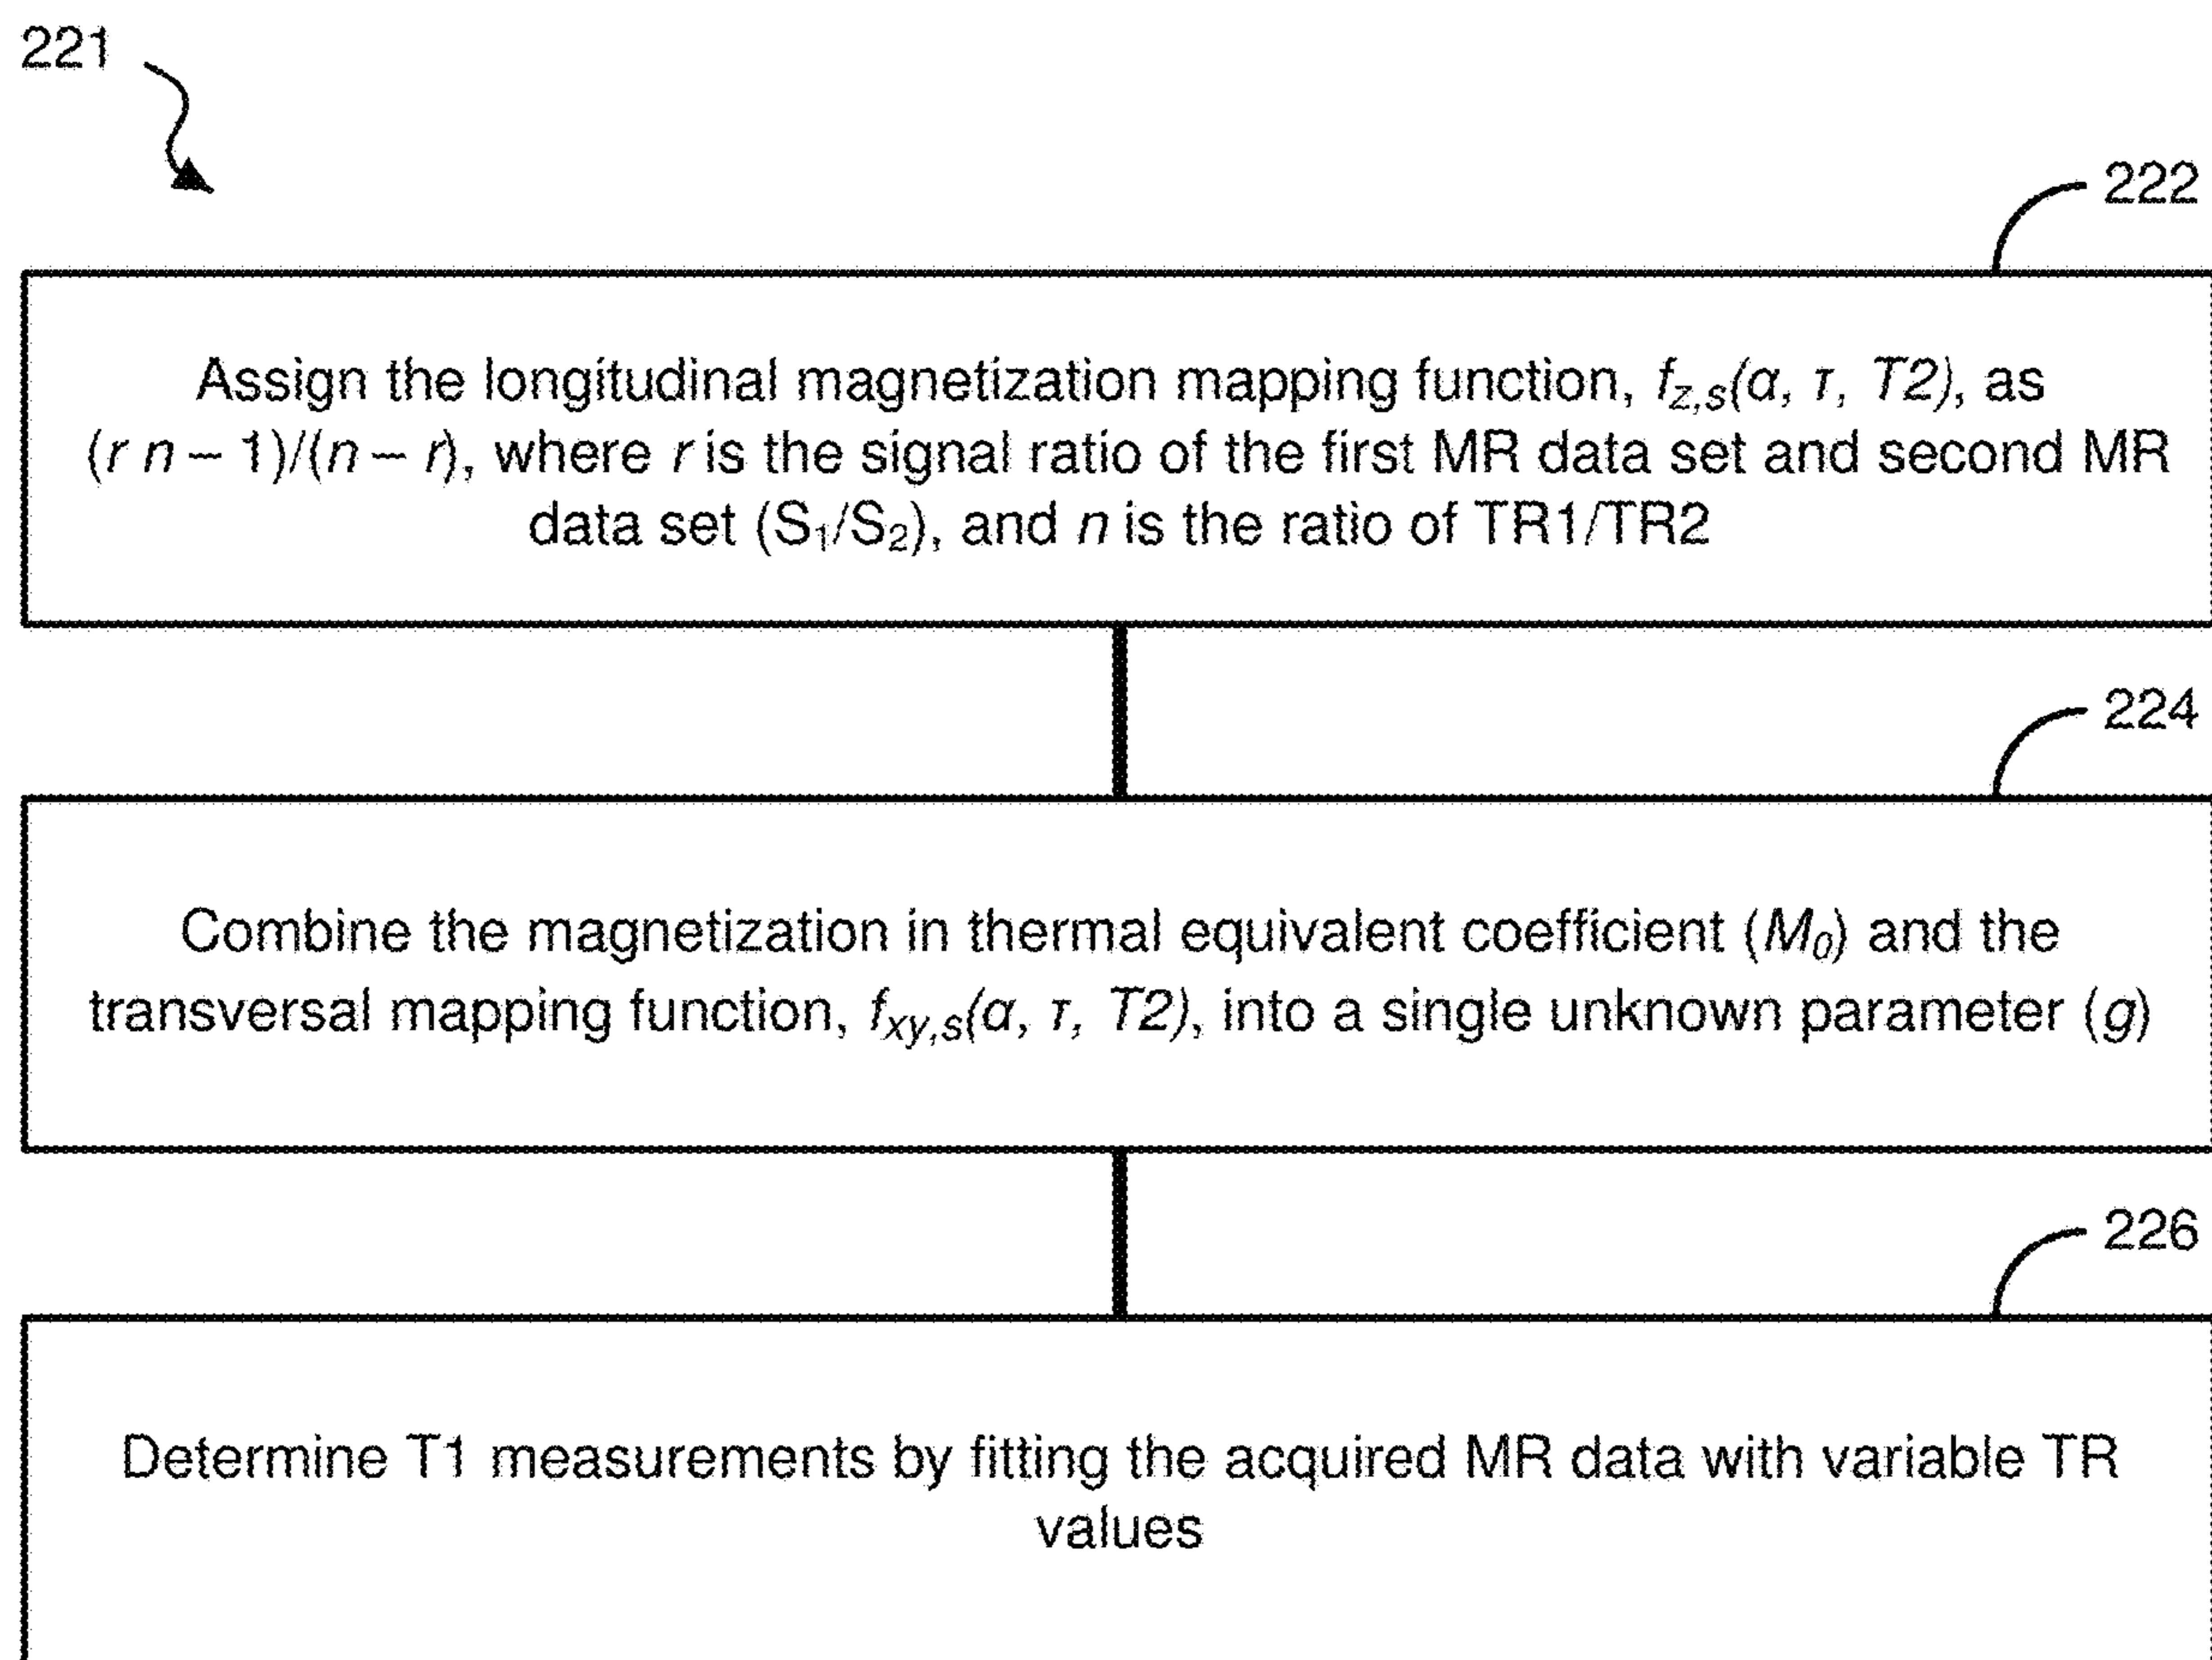 221
222
Assign the longitudinal magnetization mapping function, f_{z,s}(α, τ, T2), as
(r n – 1)/(n – r), where r is the signal ratio of the first MR data set and second MR
data set (S₁/S₂), and n is the ratio of TR1/TR2
224
Combine the magnetization in thermal equivalent coefficient (M₀) and the
transversal mapping function, f_{xy,s}(α, τ, T2), into a single unknown parameter (g)
226
Determine T1 measurements by fitting the acquired MR data with variable TR
values